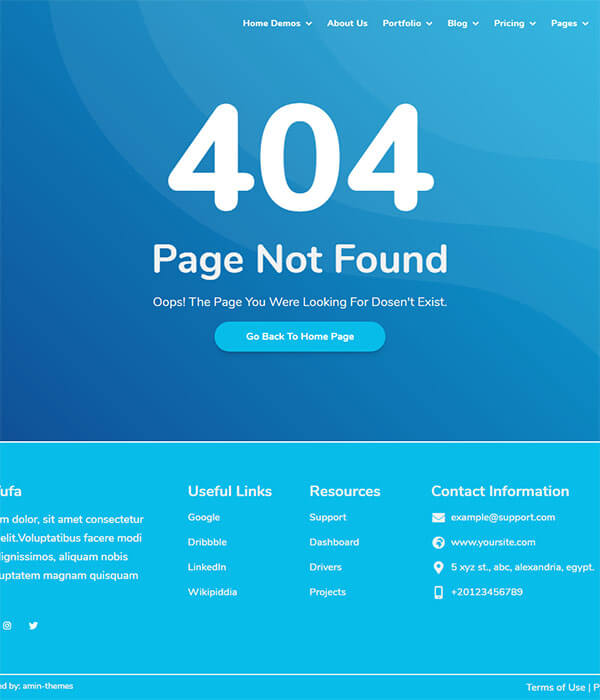 Home Demos About Us Portfolio Blog Pricing Pages
404
Page Not Found
Oops! The Page You Were Looking For Dosen't Exist.
Go Back To Home Page
ufa
m dolor, sit amet consectetur
elit.Voluptatibus facere modi
dignissimos, aliquam nobis
uptatem magnam quisquam
Useful Links
Google
Dribbble
LinkedIn
Wikipiddia
Resources
Support
Dashboard
Drivers
Projects
Contact Information
example@support.com
www.yoursite.com
5 xyz st., abc, alexandria, egypt.
+20123456789
ed by: amin-themes
Terms of Use | P